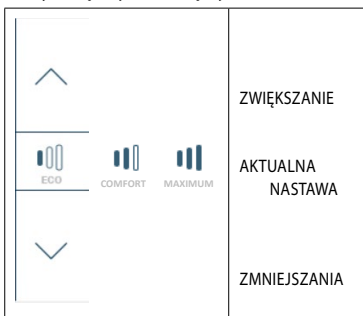 ZWIĘKSZANIE
ECO COMFORT MAXIMUM
AKTUALNA
NASTAWA
ZMNIEJSZANIA